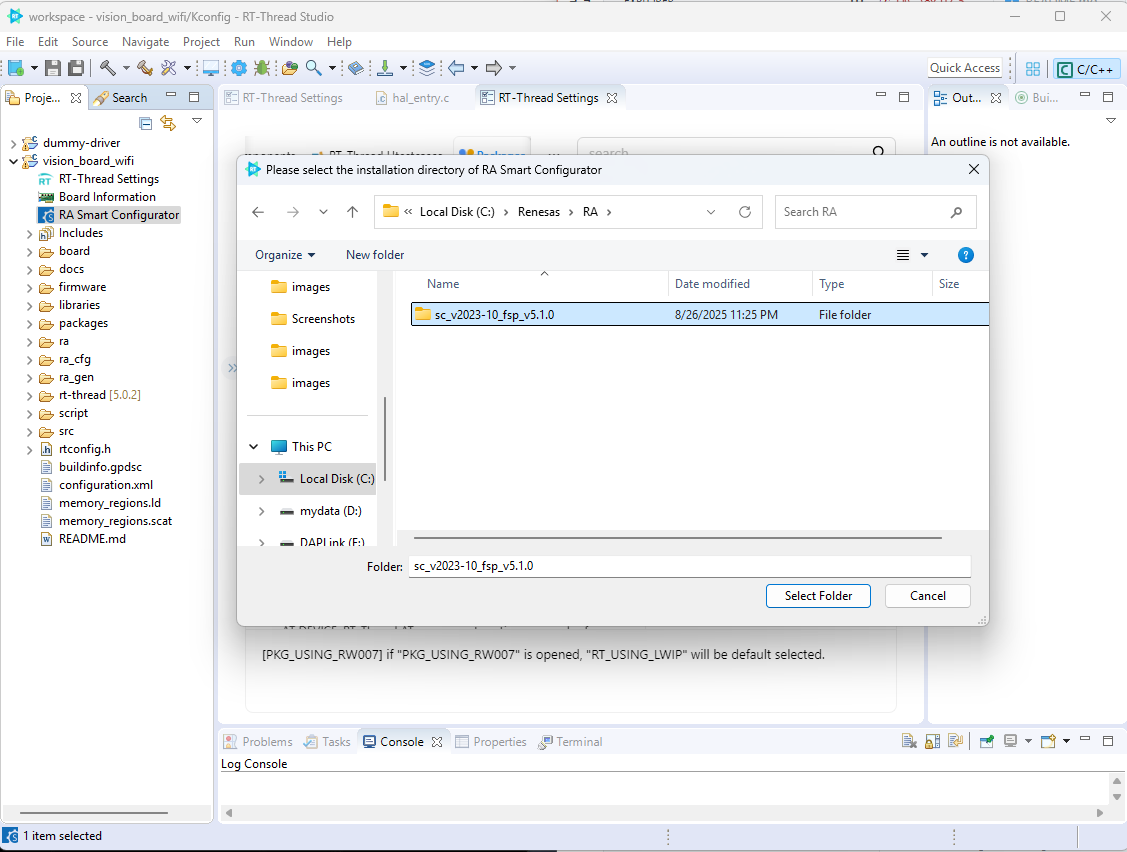 workspace - vision_board_wifi/Kconfig - RT-Thread Studio
File Edit Source Navigate Project Run Window Help
Quick Access
C/C++
Proje...
Search
RT-Thread Settings
hal_entry.c
RT-Thread Settings
Out...
Bui...
dummy-driver
vision_board_wifi
RT-Thread Settings
Board Information
RA Smart Configurator
Includes
board
docs
firmware
libraries
packages
ra
ra_cfg
ra_gen
rt-thread [5.0.2]
script
src
rtconfig.h
buildinfo.gpdsc
configuration.xml
memory_regions.ld
memory_regions.scat
README.md
An outline is not available.
search
Please select the installation directory of RA Smart Configurator
« Local Disk (C:) › Renesas › RA ›
Search RA
Organize
New folder
Name Date modified Type Size
sc_v2023-10_fsp_v5.1.0 8/26/2025 11:25 PM File folder
images
Screenshots
images
images
This PC
Local Disk (C:)
mydata (D:)
DAPLink (E:)
Folder: sc_v2023-10_fsp_v5.1.0
Select Folder
Cancel
[PKG_USING_RW007] if "PKG_USING_RW007" is opened, "RT_USING_LWIP" will be default selected.
Problems
Tasks
Console
Properties
Terminal
Log Console
1 item selected